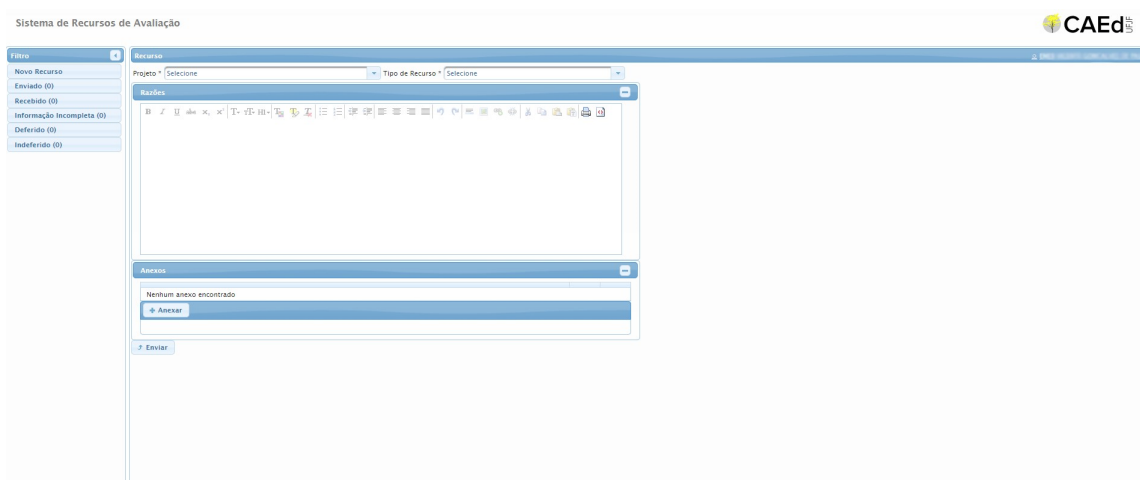 Sistema de Recursos de Avaliação
CAEd
UFJF
Filtro
Novo Recurso
Enviado (0)
Recebido (0)
Informação Incompleta (0)
Deferido (0)
Indeferido (0)
Recurso
Projeto * Selecione Tipo de Recurso * Selecione
Razões
Anexos
Nenhum anexo encontrado
Anexar
Enviar